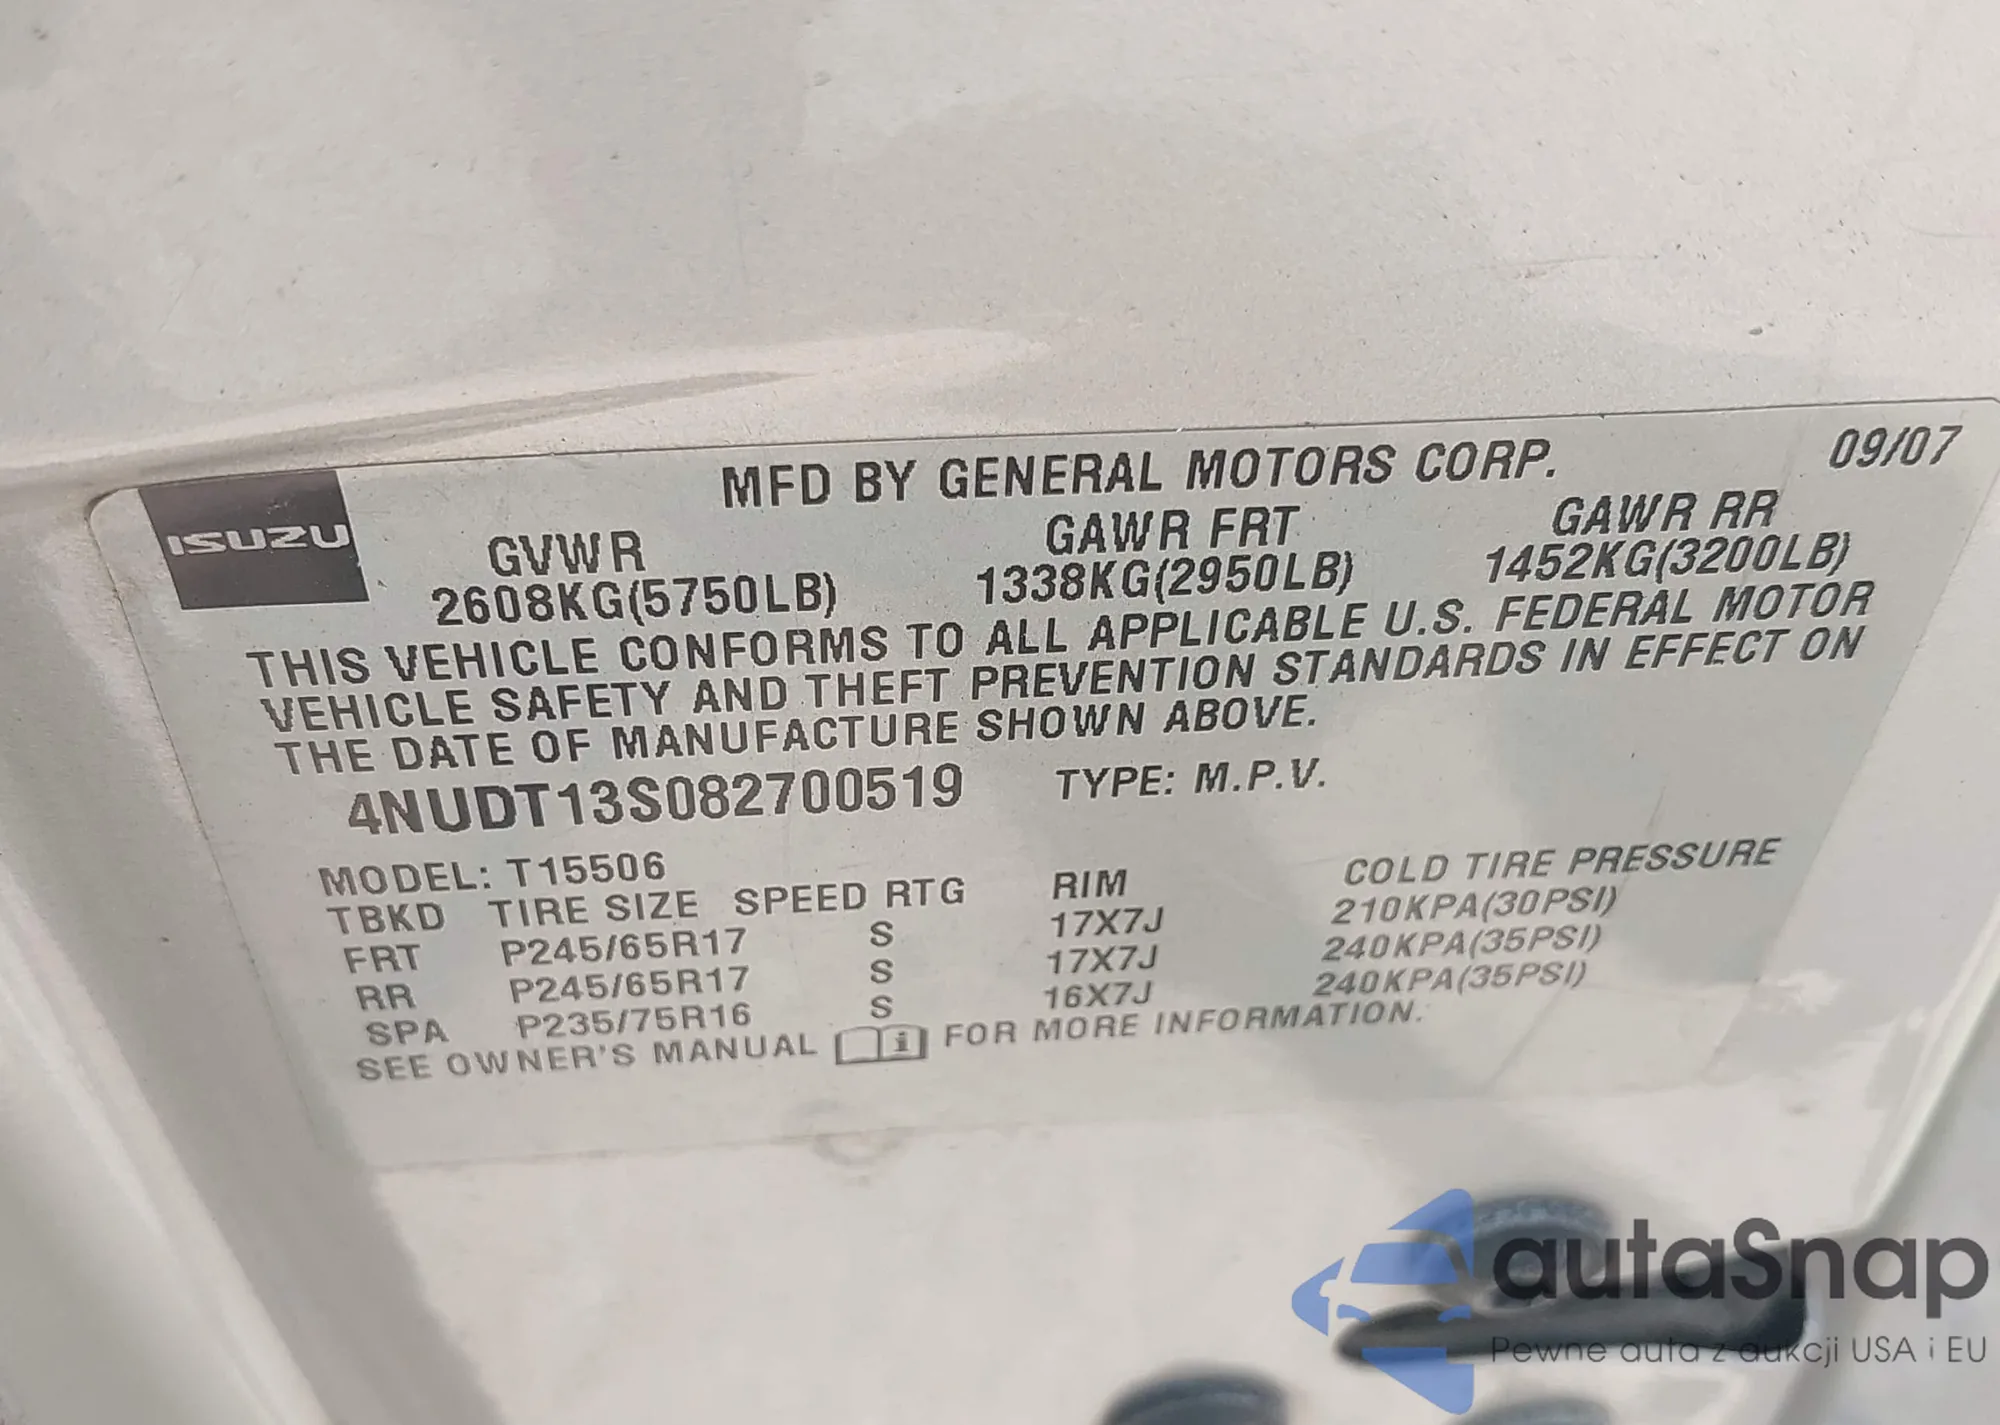 MFD BY GENERAL MOTORS CORP. 09/07
ISUZU
GVWR GAWR FRT GAWR RR
2608KG(5750LB) 1338KG(2950LB) 1452KG(3200LB)
THIS VEHICLE CONFORMS TO ALL APPLICABLE U.S. FEDERAL MOTOR
VEHICLE SAFETY AND THEFT PREVENTION STANDARDS IN EFFECT ON
THE DATE OF MANUFACTURE SHOWN ABOVE.
4NUDT13S082700519 TYPE: M.P.V.
MODEL: T15506
TBKD TIRE SIZE SPEED RTG RIM COLD TIRE PRESSURE
FRT P245/65R17 S 17X7J 210KPA(30PSI)
RR P245/65R17 S 17X7J 240KPA(35PSI)
SPA P235/75R16 S 16X7J 240KPA(35PSI)
SEE OWNER'S MANUAL i FOR MORE INFORMATION.
autaSnap
Pewne auta z aukcji USA i EU